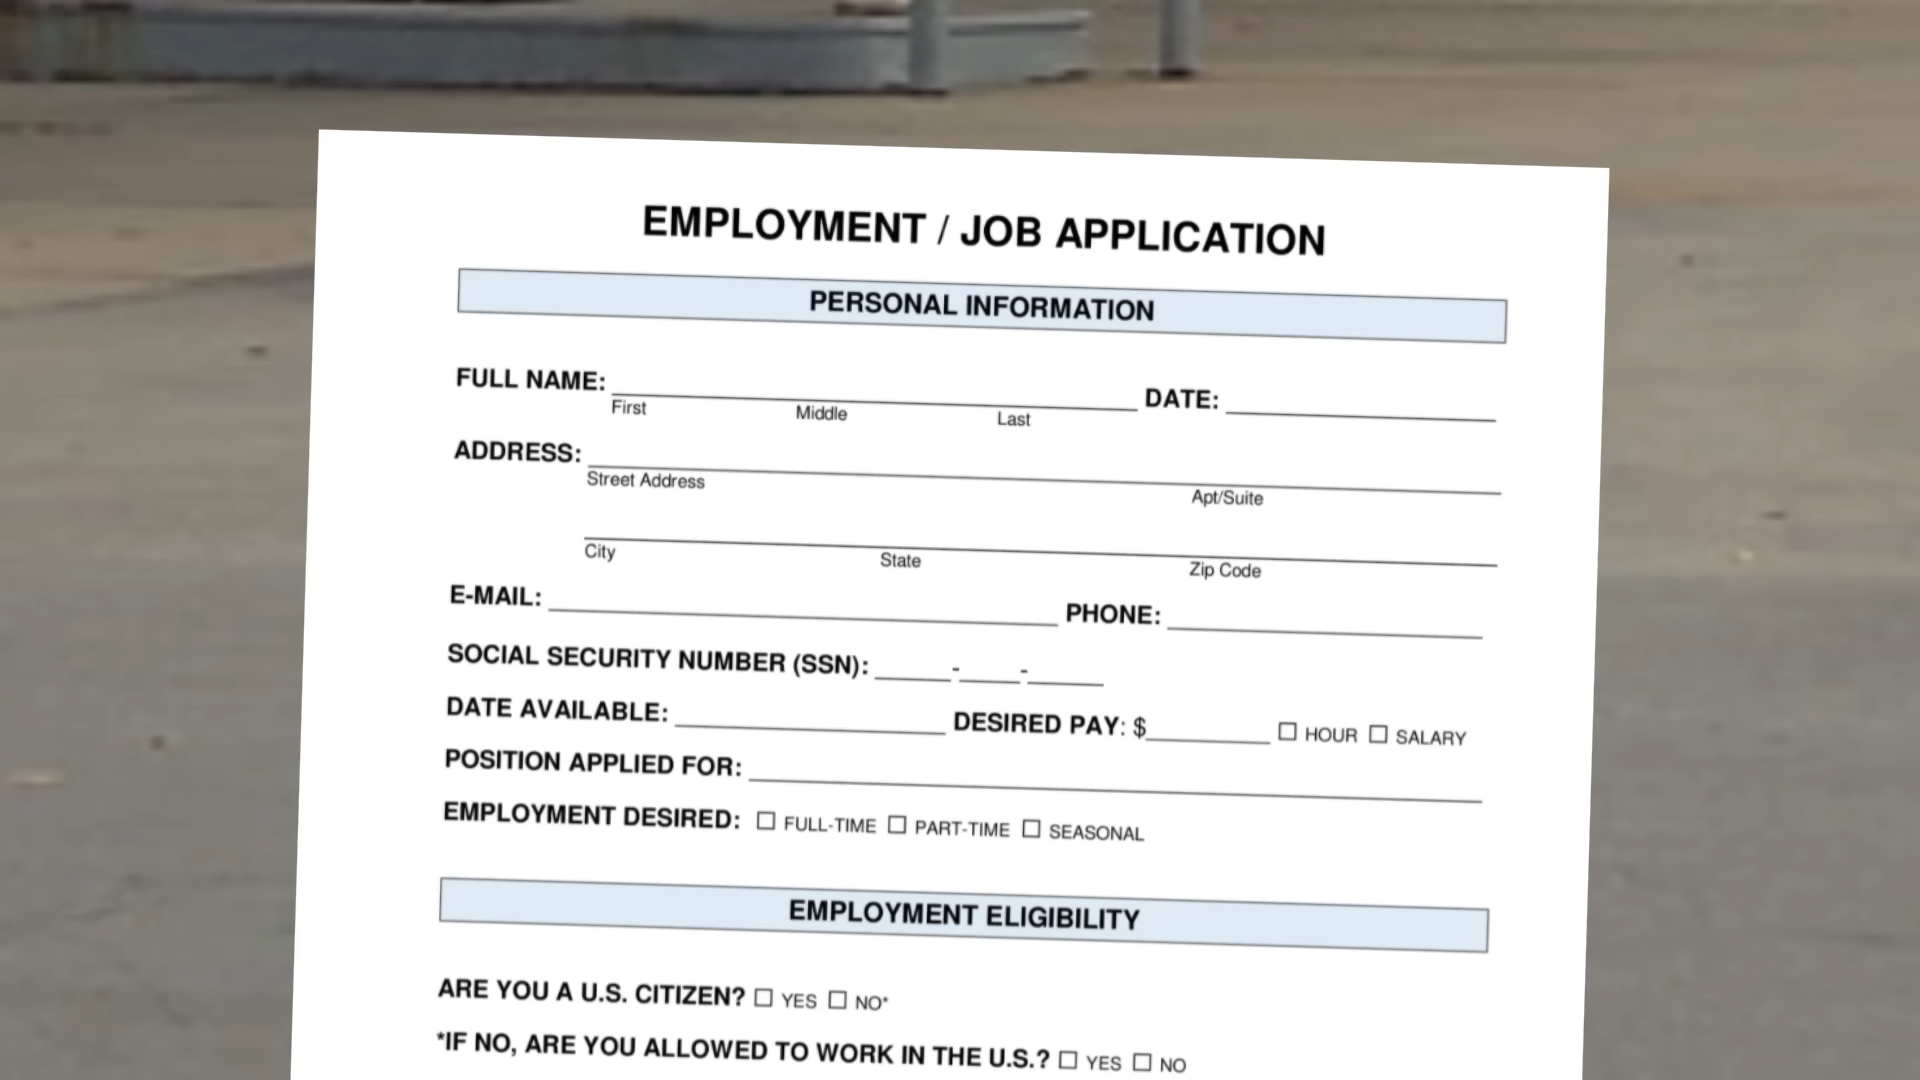 EMPLOYMENT / JOB APPLICATION
PERSONAL INFORMATION
FULL NAME: DATE:
First Middle Last
ADDRESS:
Street Address Apt/Suite
City State Zip Code
E-MAIL: PHONE:
SOCIAL SECURITY NUMBER (SSN): _____-____-_____
DATE AVAILABLE: DESIRED PAY: $ ☐ HOUR ☐ SALARY
POSITION APPLIED FOR:
EMPLOYMENT DESIRED: ☐ FULL-TIME ☐ PART-TIME ☐ SEASONAL
EMPLOYMENT ELIGIBILITY
ARE YOU A U.S. CITIZEN? ☐ YES ☐ NO*
*IF NO, ARE YOU ALLOWED TO WORK IN THE U.S.? ☐ YES ☐ NO